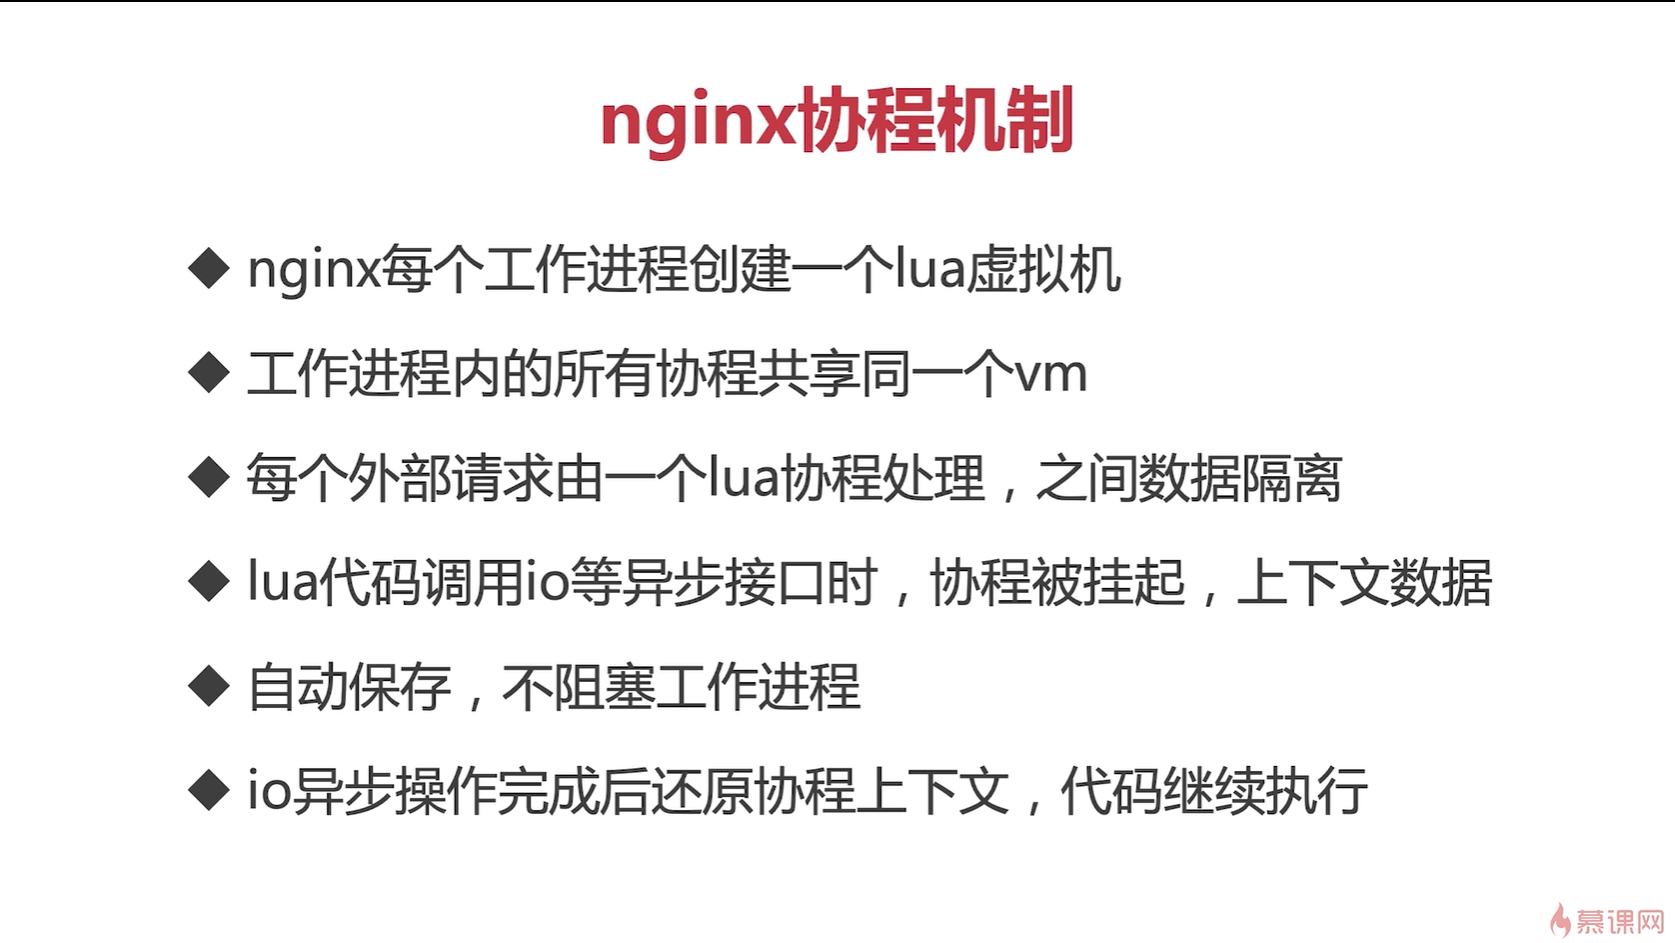 nginx协程机制
◆ nginx每个工作进程创建一个lua虚拟机
◆ 工作进程内的所有协程共享同一个vm
◆ 每个外部请求由一个lua协程处理，之间数据隔离
◆ lua代码调用io等异步接口时，协程被挂起，上下文数据
◆ 自动保存，不阻塞工作进程
◆ io异步操作完成后还原协程上下文，代码继续执行
慕课网